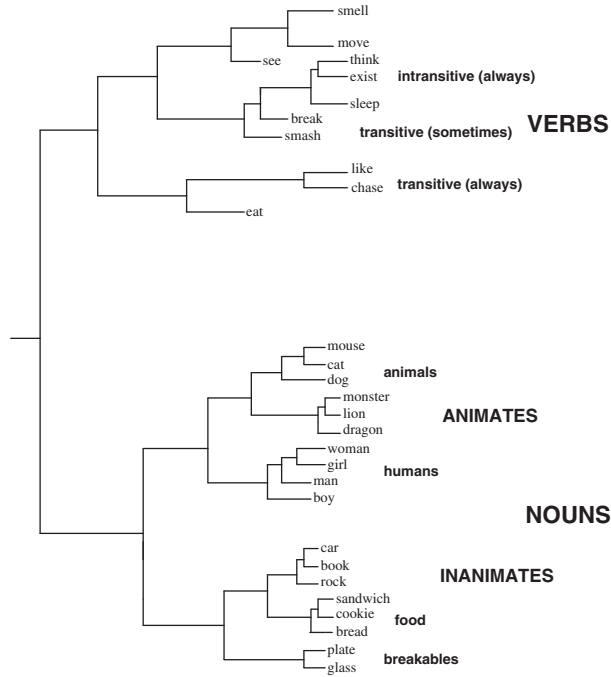 smell
move
see
think
exist
intransitive (always)
sleep
VERBS
break
smash
transitive (sometimes)
like
chase
transitive (always)
eat
mouse
cat
animals
dog
monster
lion
ANIMATES
dragon
woman
girl
humans
man
boy
NOUNS
car
book
INANIMATES
rock
sandwich
cookie
food
bread
plate
breakables
glass